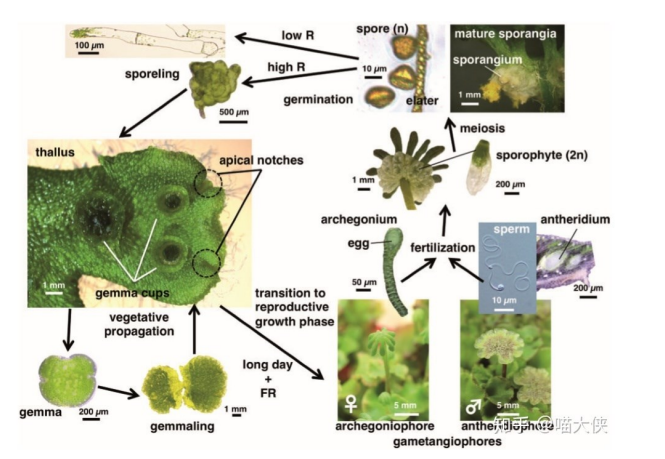 low R
100 µm
high R
sporeling
500 µm
germination
spore (n)
10 µm
elater
mature sporangia
sporangium
1 mm
meiosis
sporophyte (2n)
1 mm
200 µm
thallus
apical notches
1 mm
gemma cups
vegetative
propagation
gemma
200 µm
gemmaling
1 mm
transition to
reproductive
growth phase
long day
+
FR
archegonium
egg
50 µm
fertilization
sperm
10 µm
antheridium
200 µm
♀
5 mm
archegoniophore
♂
5 mm
antheridiophore
gametangiophores
知乎 @喵大侠